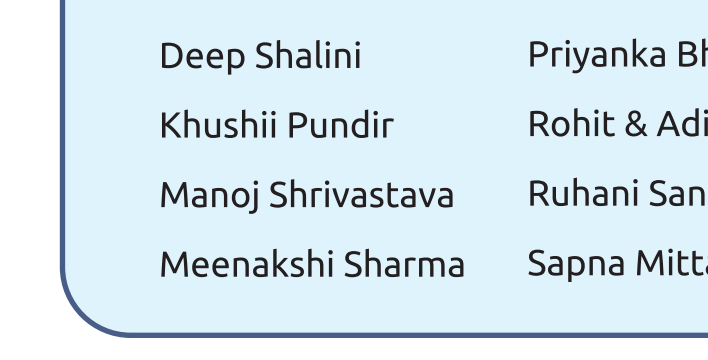 Deep Shalini
Khushii Pundir
Manoj Shrivastava
Meenakshi Sharma
Priyanka
Rohit &
Ruhani
Sapna